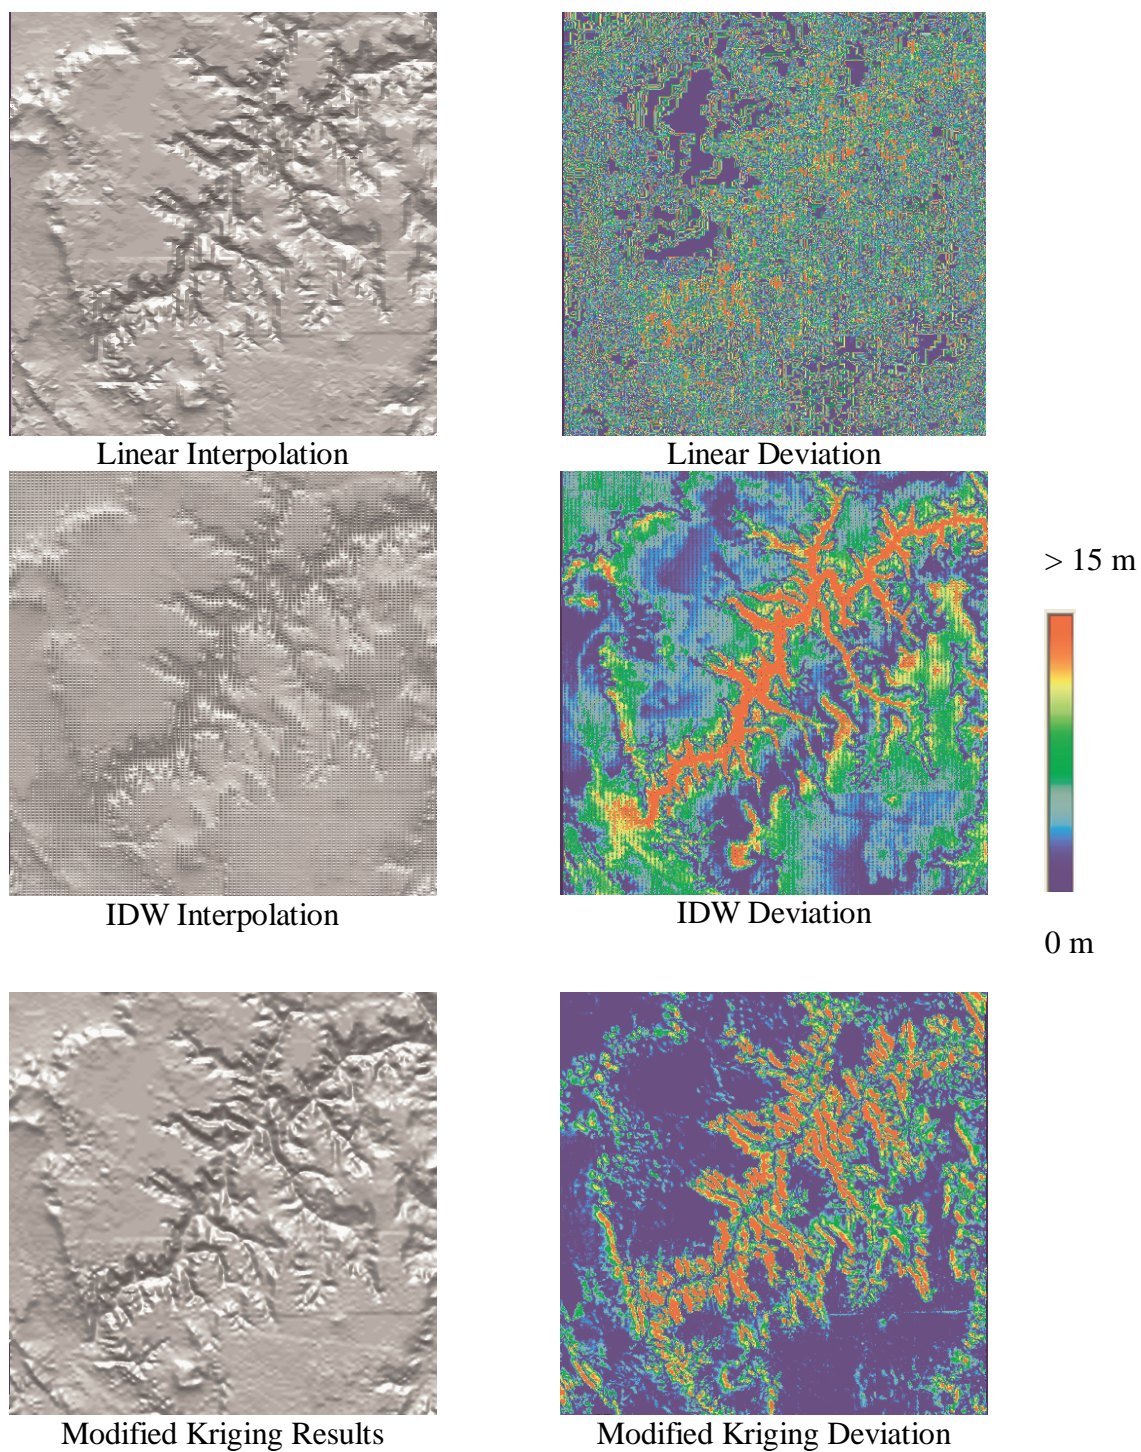 Linear Interpolation
Linear Deviation
IDW Interpolation
IDW Deviation
> 15 m
0 m
Modified Kriging Results
Modified Kriging Deviation